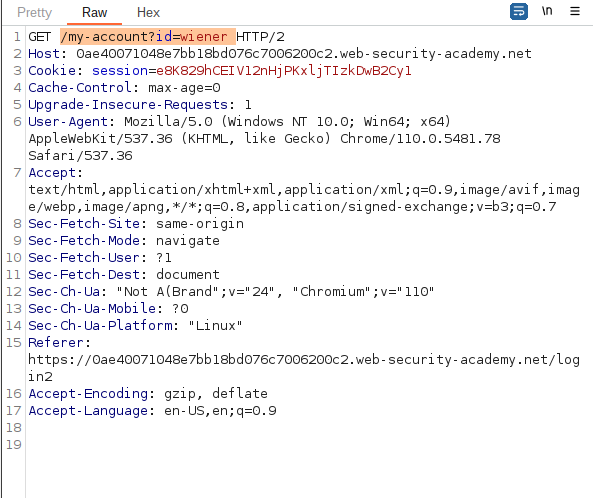 Pretty Raw Hex
\n
1 GET /my-account?id=wiener HTTP/2
2 Host: 0ae40071048e7bb18bd076c7006200c2.web-security-academy.net
3 Cookie: session=e8K829hCEIV12nHjPKxljTIzkDwB2Cy1
4 Cache-Control: max-age=0
5 Upgrade-Insecure-Requests: 1
6 User-Agent: Mozilla/5.0 (Windows NT 10.0; Win64; x64)
AppleWebKit/537.36 (KHTML, like Gecko) Chrome/110.0.5481.78
Safari/537.36
7 Accept:
text/html,application/xhtml+xml,application/xml;q=0.9,image/avif,imag
e/webp,image/apng,*/*;q=0.8,application/signed-exchange;v=b3;q=0.7
8 Sec-Fetch-Site: same-origin
9 Sec-Fetch-Mode: navigate
10 Sec-Fetch-User: ?1
11 Sec-Fetch-Dest: document
12 Sec-Ch-Ua: "Not A(Brand";v="24", "Chromium";v="110"
13 Sec-Ch-Ua-Mobile: ?0
14 Sec-Ch-Ua-Platform: "Linux"
15 Referer:
https://0ae40071048e7bb18bd076c7006200c2.web-security-academy.net/log
in2
16 Accept-Encoding: gzip, deflate
17 Accept-Language: en-US,en;q=0.9
18
19